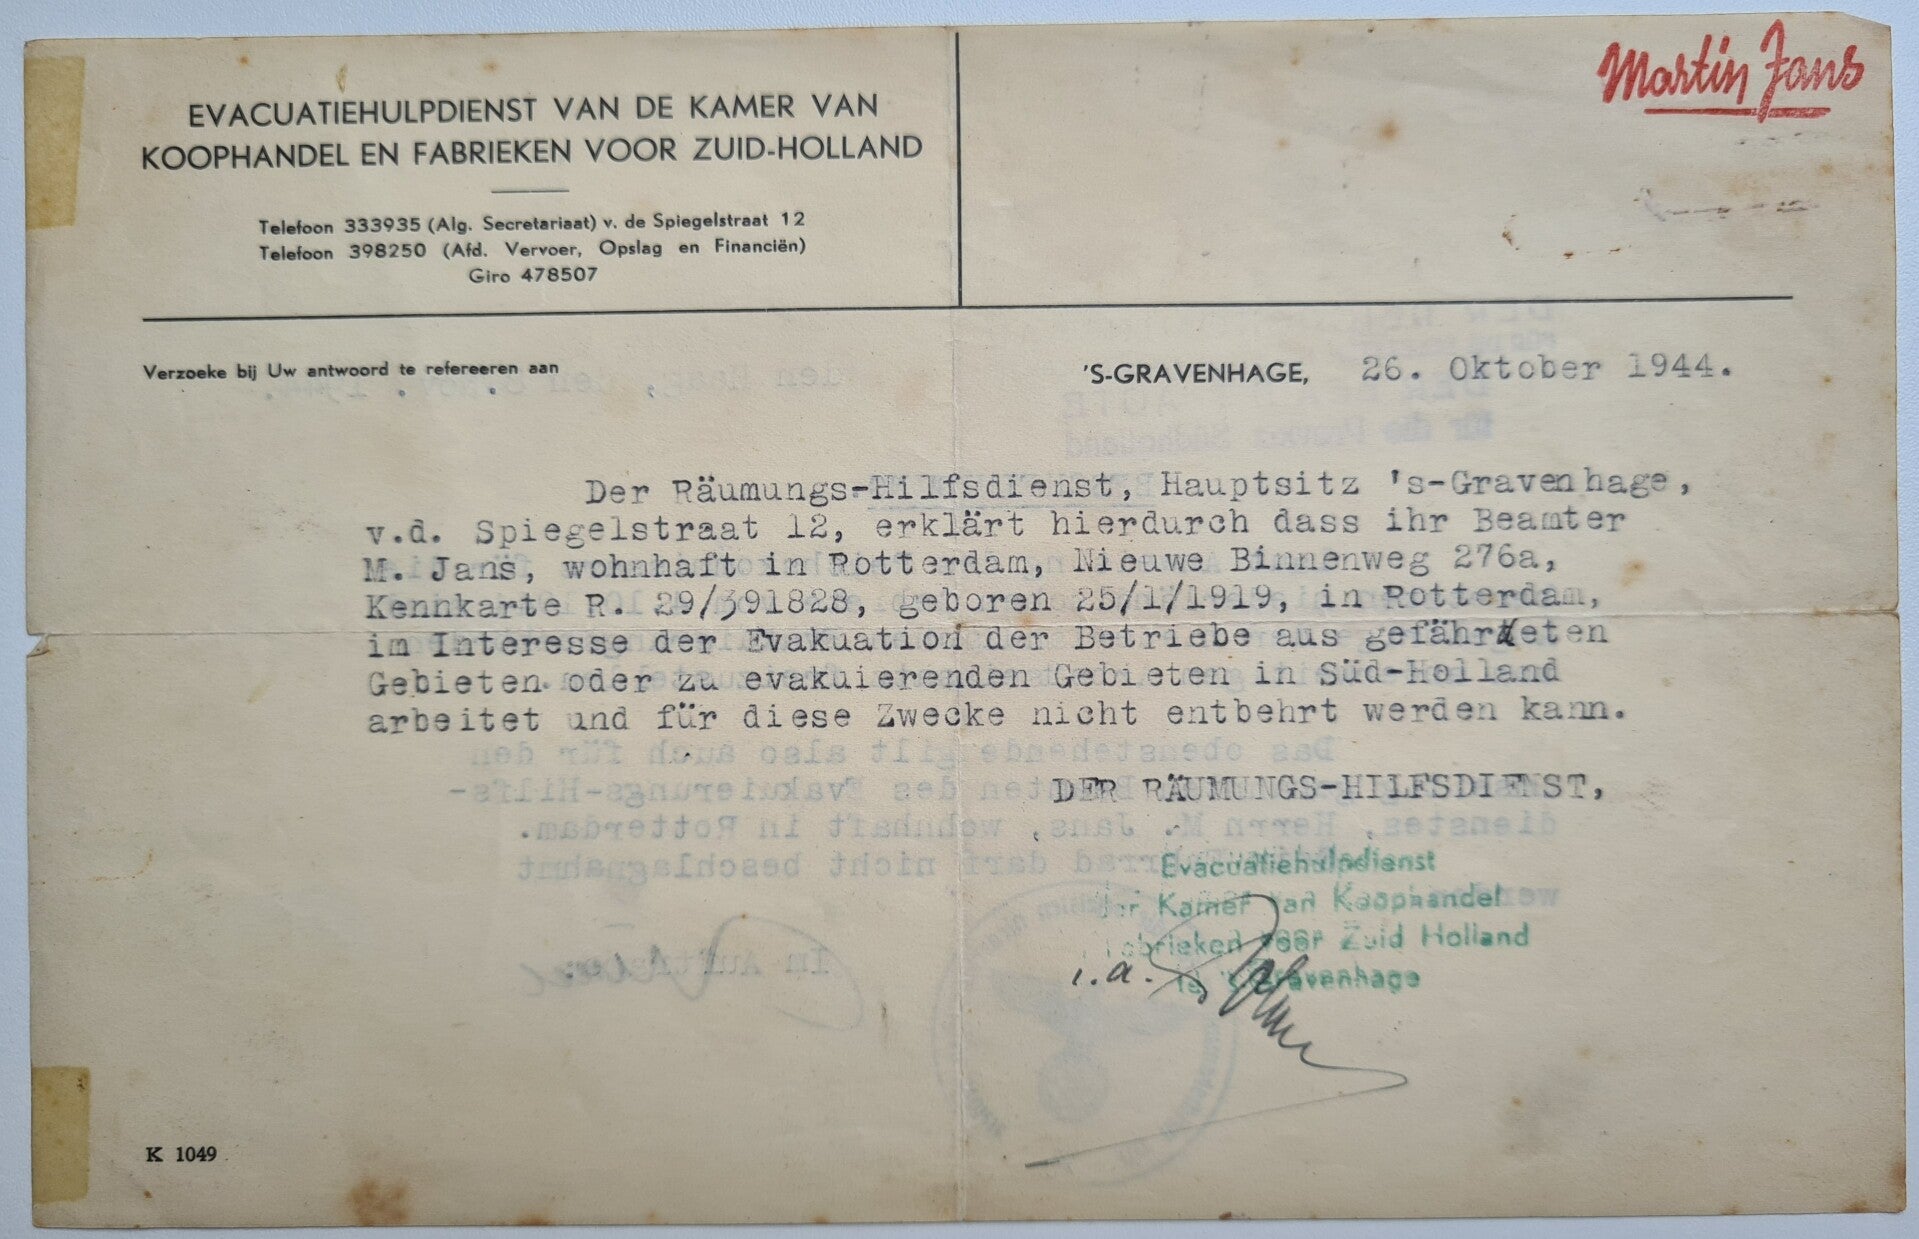 Martin Jans
EVACUATIEHULPDIENST VAN DE KAMER VAN
KOOPHANDEL EN FABRIEKEN VOOR ZUID-HOLLAND
Telefoon 333935 (Alg. Secretariaat) v. de Spiegelstraat 12
Telefoon 398250 (Afd. Vervoer, Opslag en Financiën)
Giro 478507
Verzoeke bij Uw antwoord te refereeren aan
'S-GRAVENHAGE, 26. Oktober 1944.
Der Räumungs-Hilfsdienst, Hauptsitz 's-Gravenhage,
v.d. Spiegelstraat 12, erklärt hierdurch dass ihr Beamter
M. Jans, wohnhaft in Rotterdam, Nieuwe Binnenweg 276a,
Kennkarte R. 29/391828, geboren 25/1/1919, in Rotterdam,
im Interesse der Evakuation der Betriebe aus gefährdeten
Gebieten oder zu evakuierenden Gebieten in Süd-Holland
arbeitet und für diese Zwecke nicht entbehrt werden kann.
DER RÄUMUNGS-HILFSDIENST,
Evacuatiehulpdienst
der Kamer van Koophandel
Fabrieken voor Zuid Holland
te 's Gravenhage
i.a.
K 1049